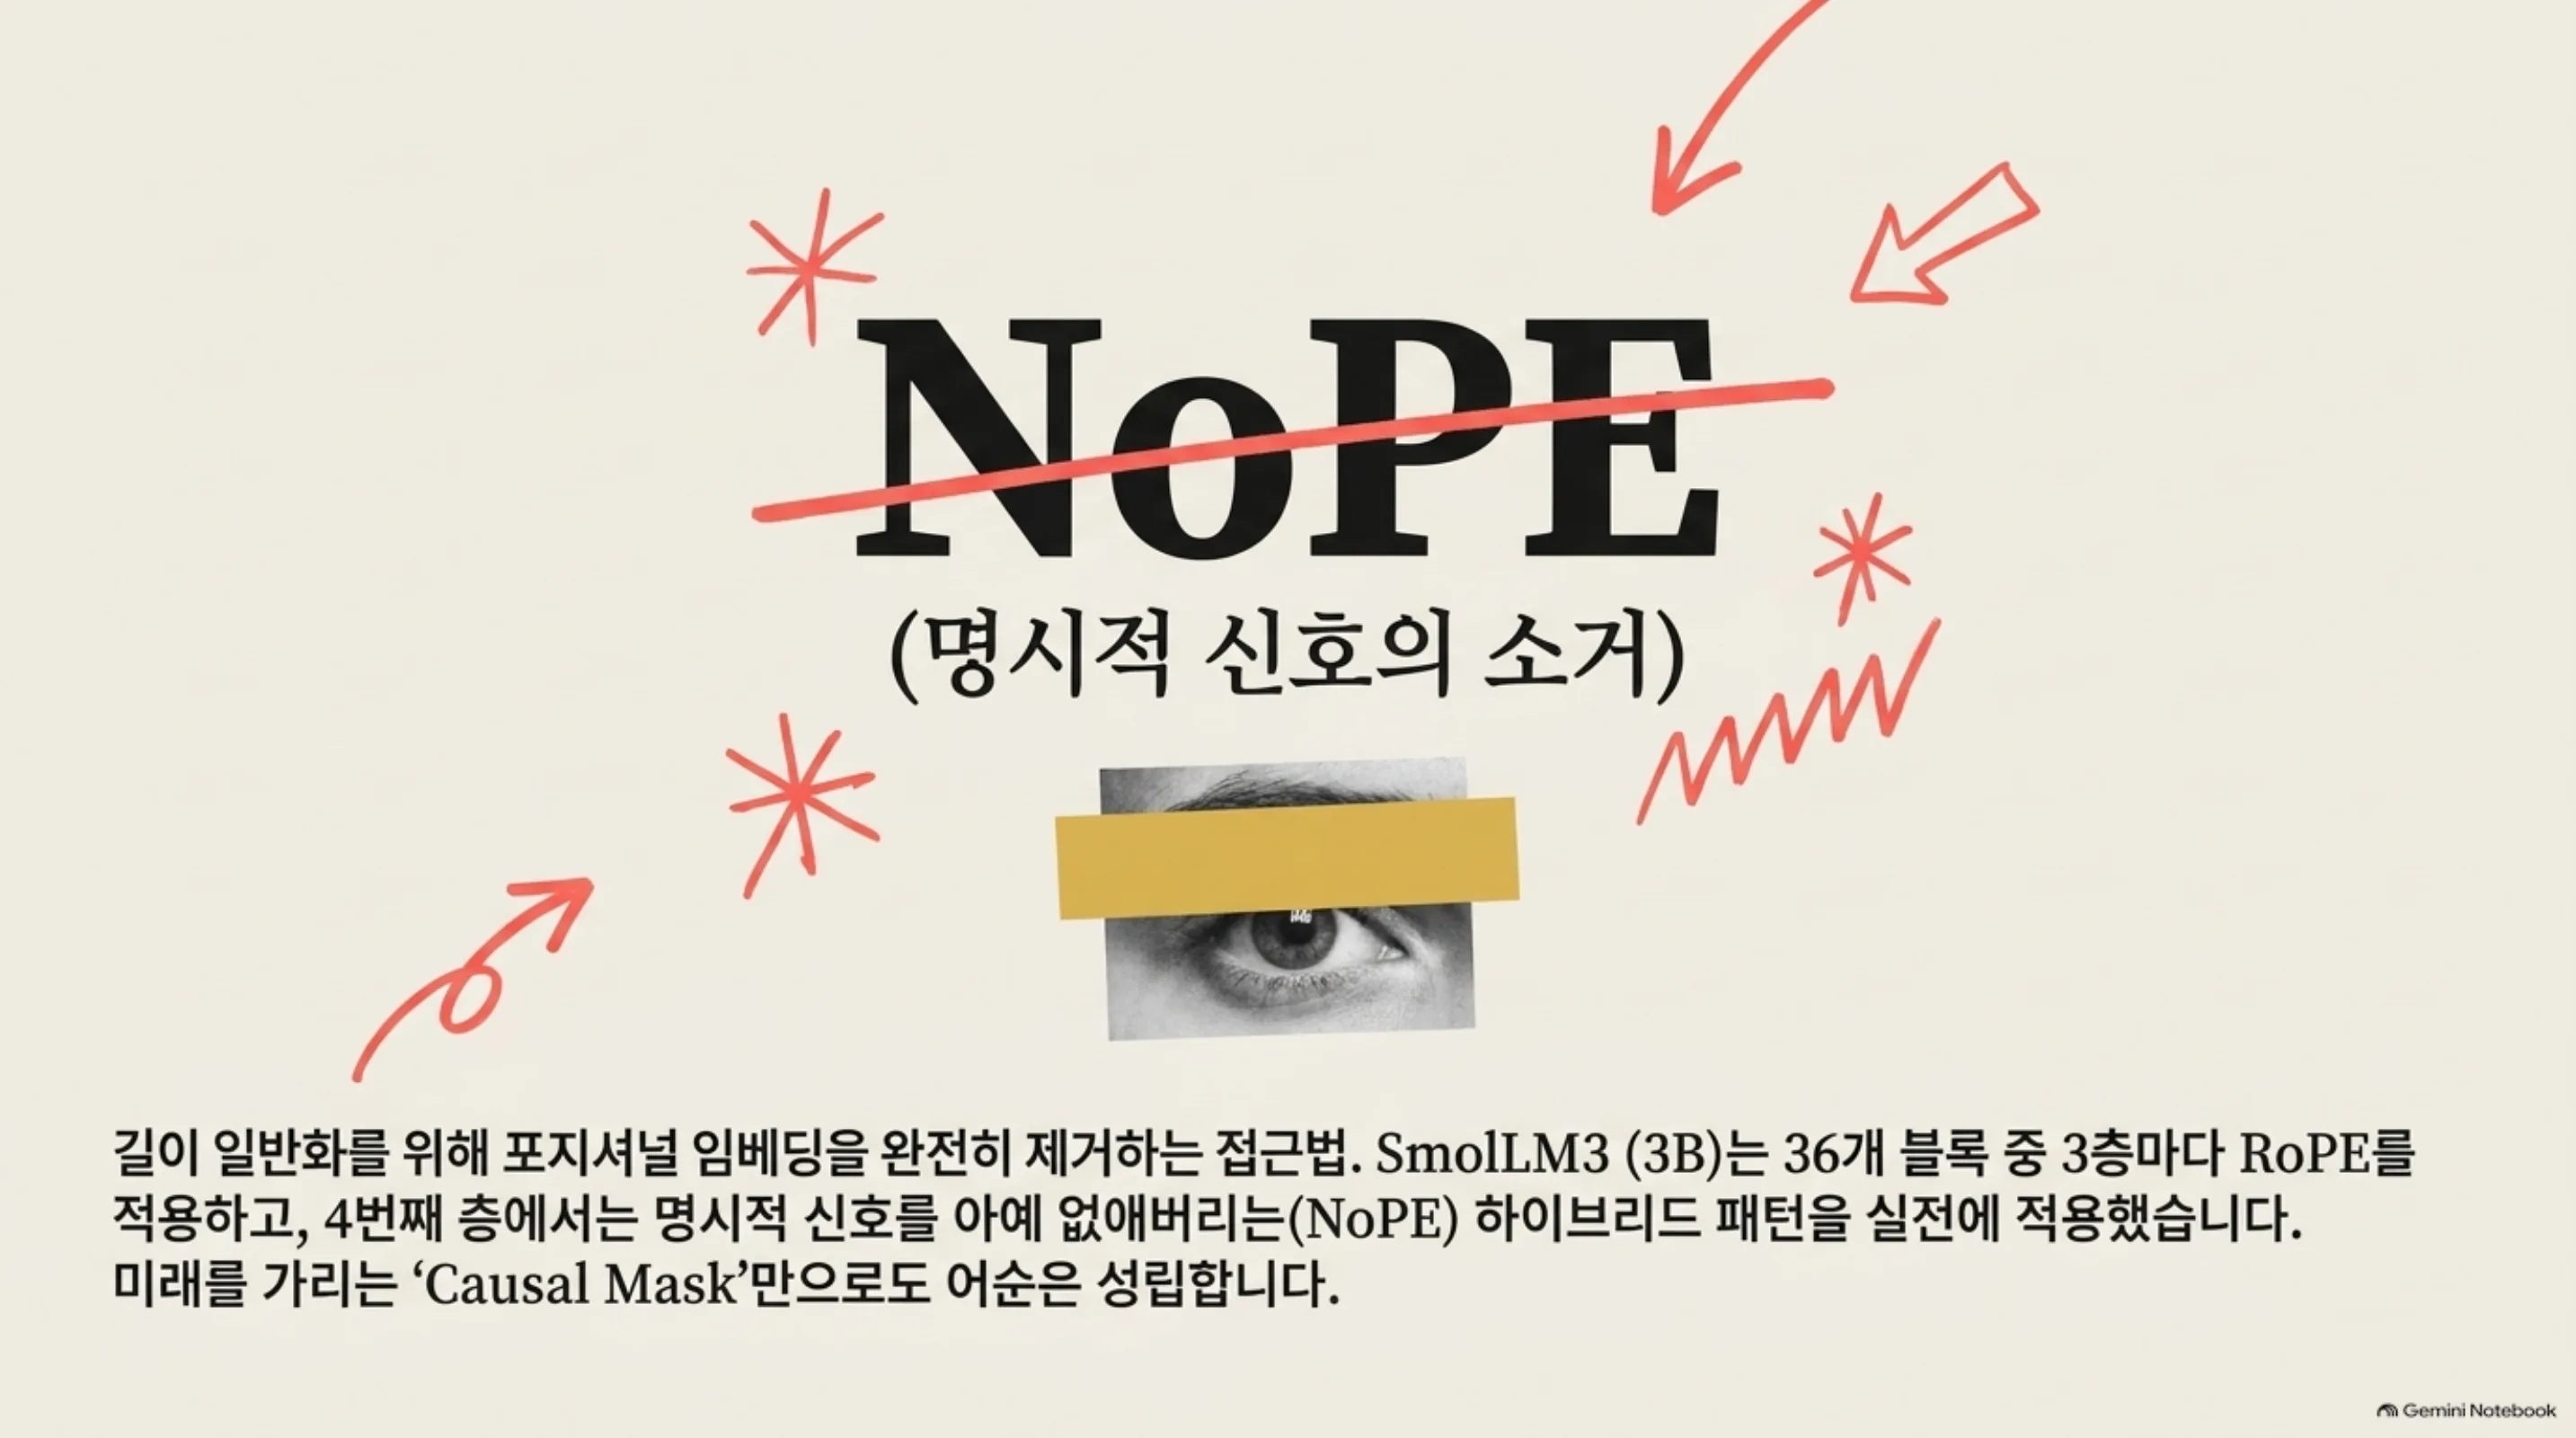 NoPE
(명시적 신호의 소거)
길이 일반화를 위해 포지셔널 임베딩을 완전히 제거하는 접근법. SmolLM3 (3B)는 36개 블록 중 3층마다 RoPE를
적용하고, 4번째 층에서는 명시적 신호를 아예 없애버리는(NoPE) 하이브리드 패턴을 실전에 적용했습니다.
미래를 가리는 ‘Causal Mask’만으로도 어순은 성립합니다.
Gemini Notebook